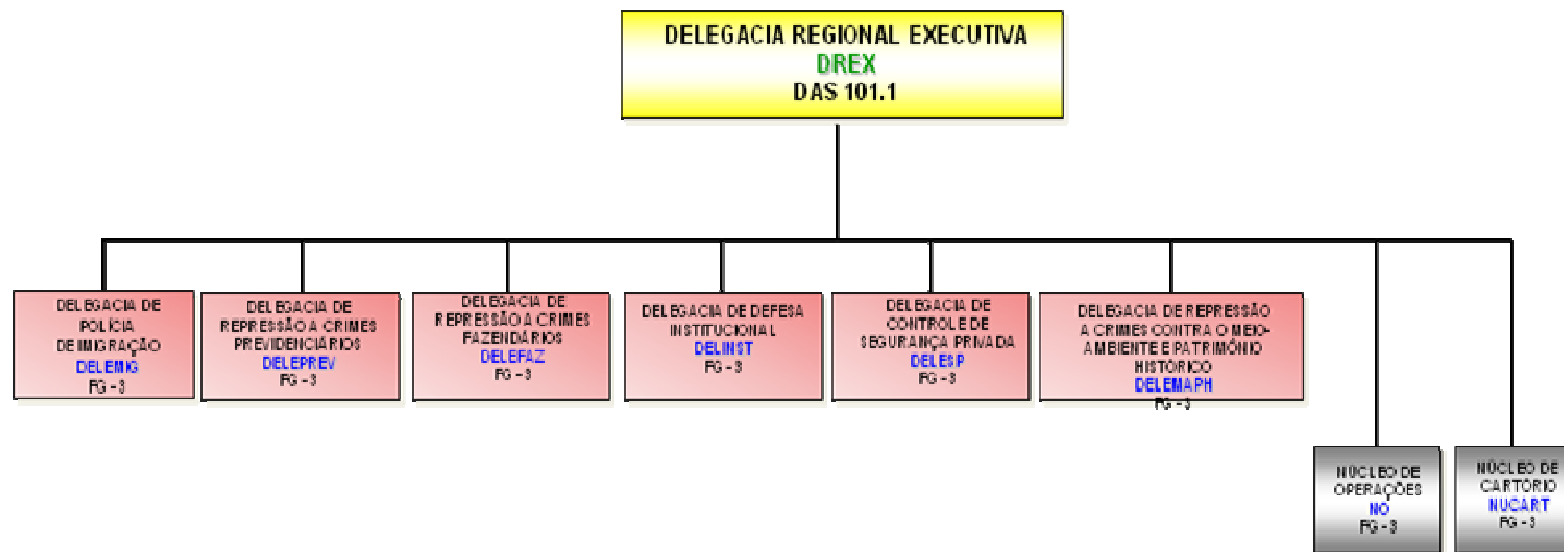 DELEGACIA REGIONAL EXECUTIVA
DREX
DAS 101.1
DELEGACIA DE
POLÍCIA
DE IMIGRAÇÃO
DELEMIG
FG - 3
DELEGACIA DE
REPRESSÃO A CRIMES
PREVIDENCIÁRIOS
DELEPREV
FG - 3
DELEGACIA DE
REPRESSÃO A CRIMES
FAZENDÁRIOS
DELEFAZ
FG - 3
DELEGACIA DE DEFESA
INSTITUCIONAL
DELINST
FG - 3
DELEGACIA DE
CONTROLE DE
SEGURANÇA PRIVADA
DELESP
FG - 3
DELEGACIA DE REPRESSÃO
A CRIMES CONTRA O MEIO-
AMBIENTE E PATRIMÔNIO
HISTÓRICO
DELEMAPH
FG - 3
NÚCLEO DE
OPERAÇÕES
NO
FG - 3
NÚCLEO DE
CARTÓRIO
NUCART
FG - 3